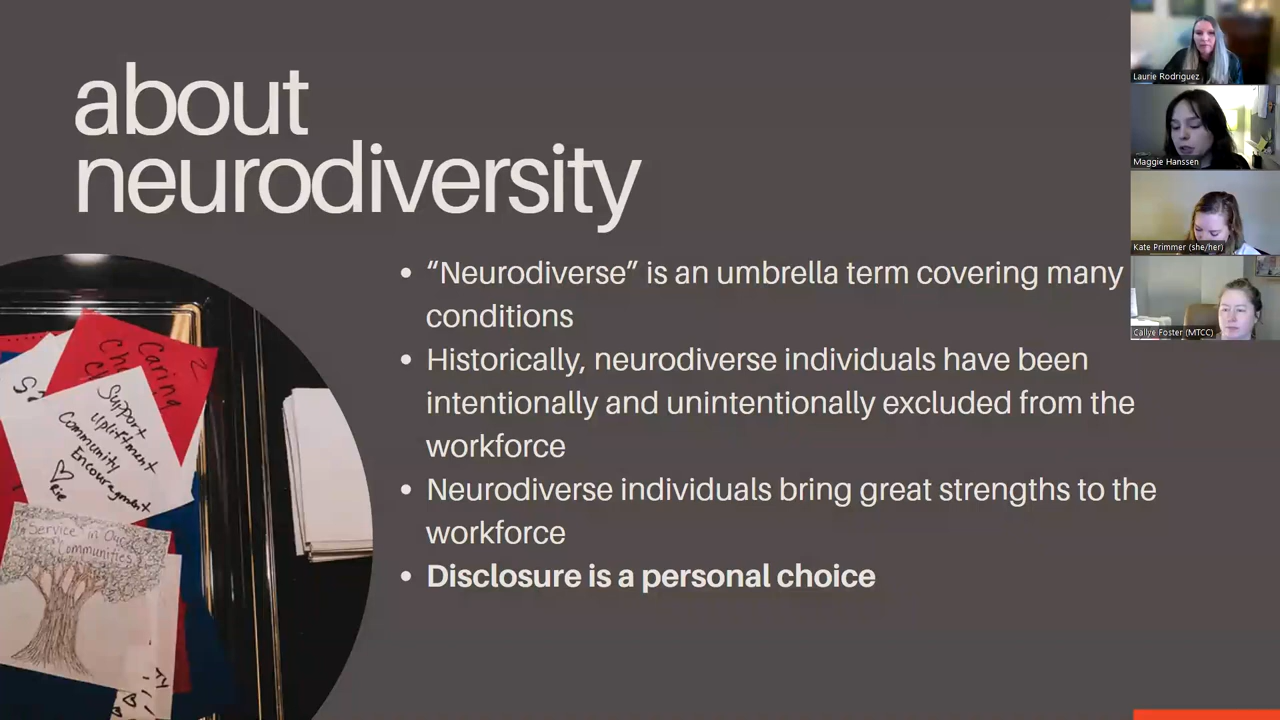 about
neurodiversity
“Neurodiverse” is an umbrella term covering many
conditions
Historically, neurodiverse individuals have been
intentionally and unintentionally excluded from the
workforce
Neurodiverse individuals bring great strengths to the
workforce
Disclosure is a personal choice
Caring
Support
Upliftment
Community
Encouragement
Service in Our
Communities
Laurie Rodriguez
Maggie Hanssen
Kate Primmer (she/her)
Callye Foster (MTCC)